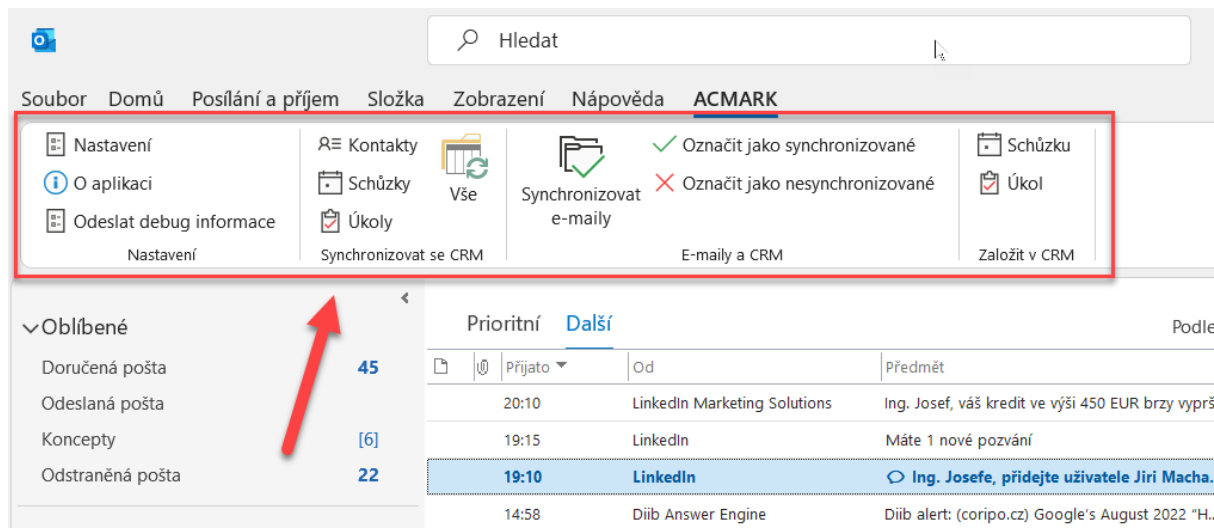 Hledat
Soubor Domů Posílání a příjem Složka Zobrazení Nápověda ACMARK
Nastavení
O aplikaci
Odeslat debug informace
Nastavení
Kontakty
Schůzky
Úkoly
Vše
Synchronizovat se CRM
Synchronizovat
e-maily
Označit jako synchronizované
Označit jako nesynchronizované
E-maily a CRM
Schůzku
Úkol
Založit v CRM
Oblíbené
Doručená pošta 45
Odeslaná pošta
Koncepty [6]
Odstraněná pošta 22
Prioritní Další Podle
Přijato Od Předmět
20:10 LinkedIn Marketing Solutions Ing. Josef, váš kredit ve výši 450 EUR brzy vyprš
19:15 LinkedIn Máte 1 nové pozvání
19:10 LinkedIn Ing. Josefe, přidejte uživatele Jiri Macha.
14:58 Diib Answer Engine Diib alert: (coripo.cz) Google's August 2022 "H..